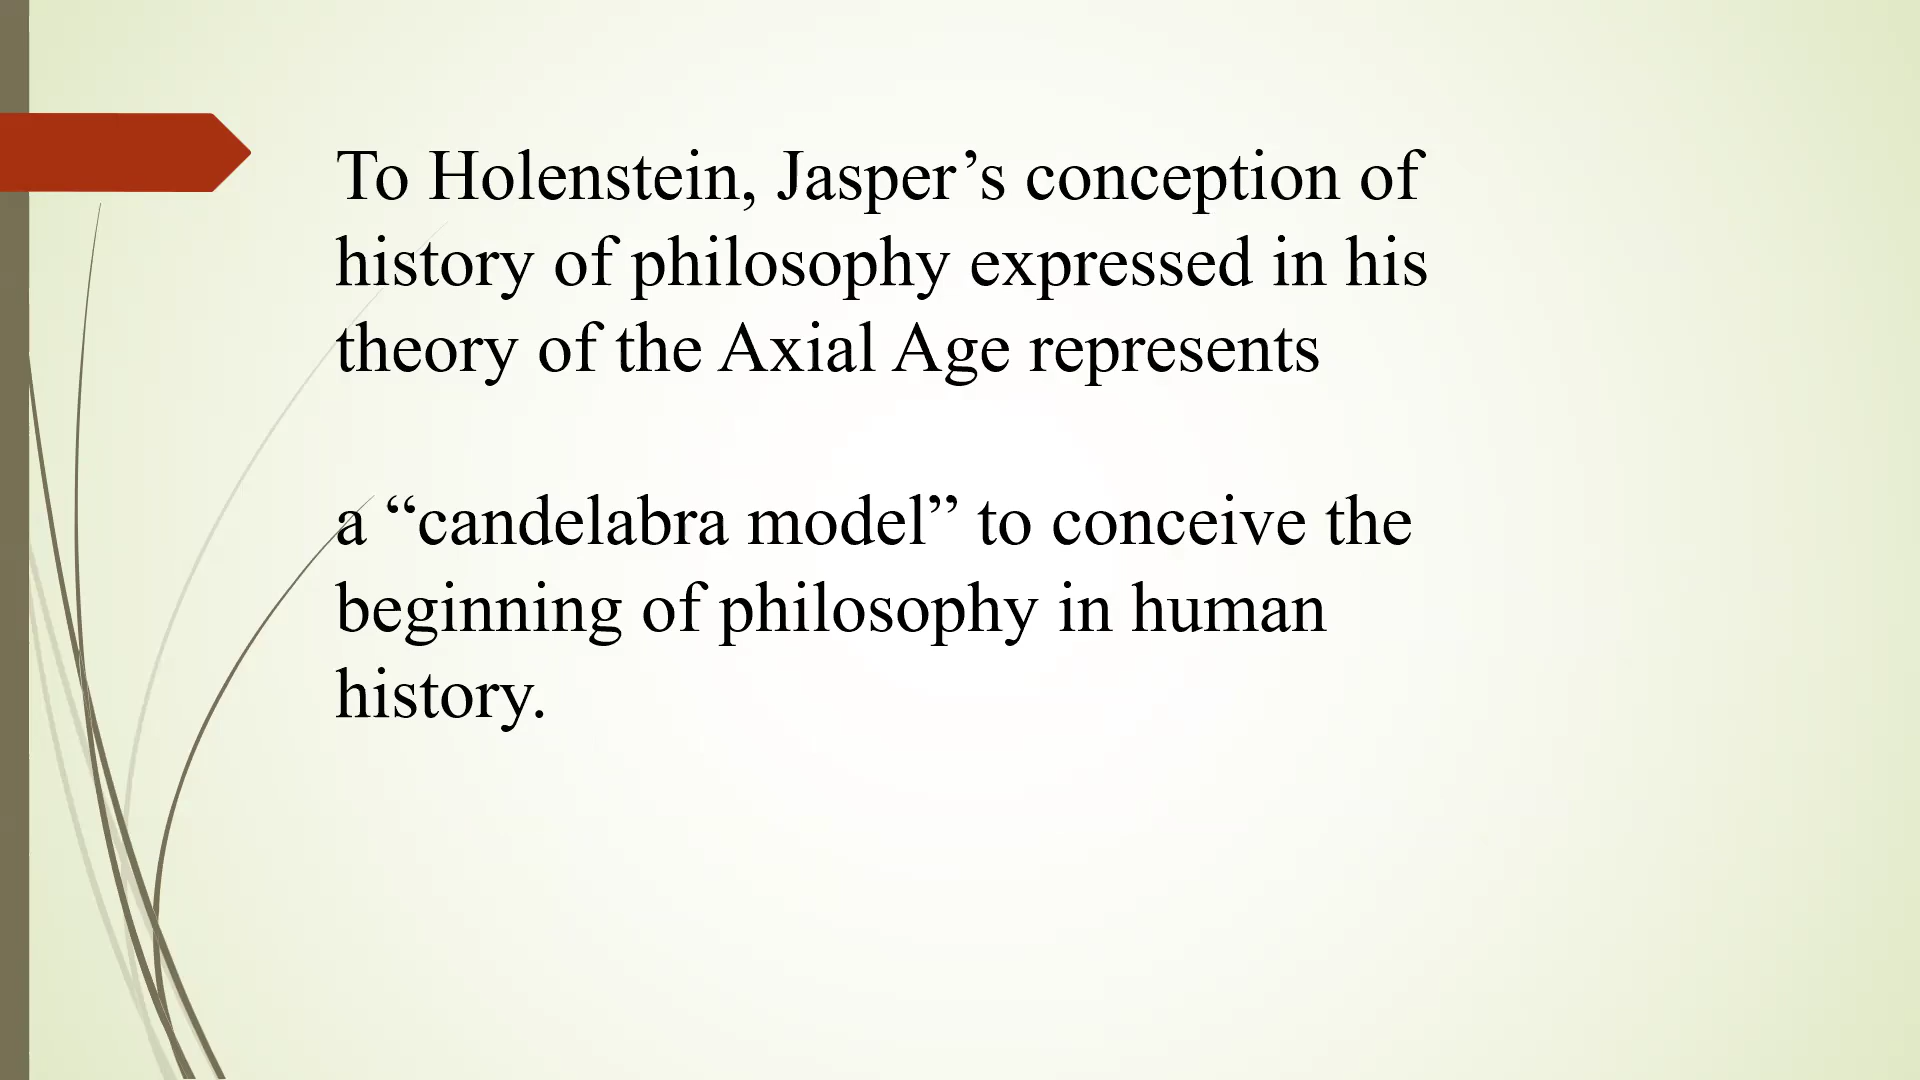 To Holenstein, Jasper’s conception of
history of philosophy expressed in his
theory of the Axial Age represents
a “candelabra model” to conceive the
beginning of philosophy in human
history.